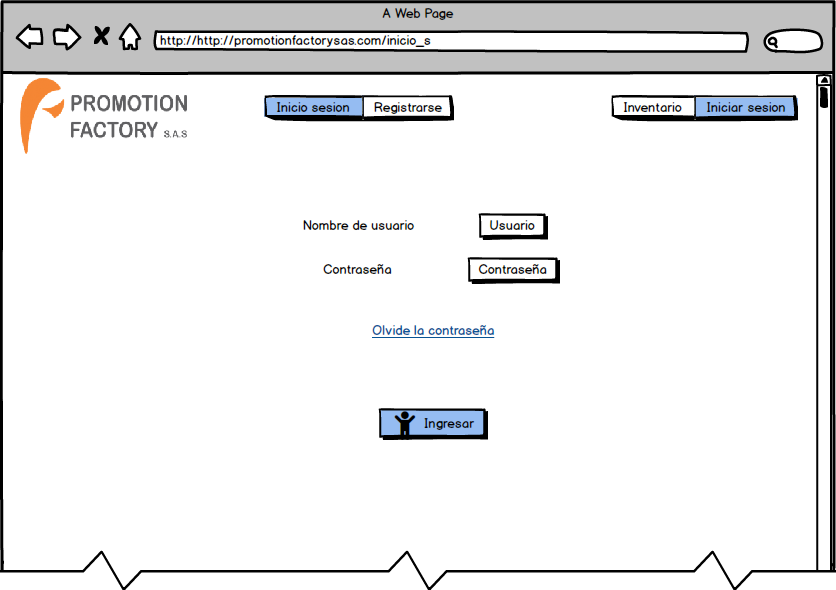 A Web Page
http://http://promotionfactorysas.com/inicio_s
PROMOTION
FACTORY S.A.S
Inicio sesion Registrarse
Inventario Iniciar sesion
Nombre de usuario Usuario
Contraseña Contraseña
Olvide la contraseña
Ingresar